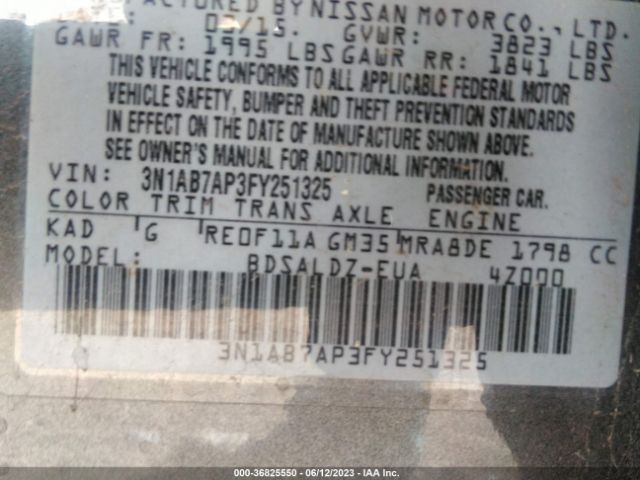 BY NISSAN MOTOR CO., LTD.
03/15. GVWR: 3823 LBS
GAWR FR: 1995 LBS GAWR RR: 1841 LBS
THIS VEHICLE CONFORMS TO ALL APPLICABLE FEDERAL MOTOR
VEHICLE SAFETY, BUMPER AND THEFT PREVENTION STANDARDS
IN EFFECT ON THE DATE OF MANUFACTURE SHOWN ABOVE.
SEE OWNER'S MANUAL FOR ADDITIONAL INFORMATION.
VIN: 3N1AB7AP3FY251325 PASSENGER CAR.
COLOR TRIM TRANS AXLE ENGINE
KAD G RE0F11A GM35 MRA8DE 1798 CC
MODEL: BDSALDZ-EUA 4Z000
3N1AB7AP3FY251325
000-36825550 - 06/12/2023 - IAA Inc.